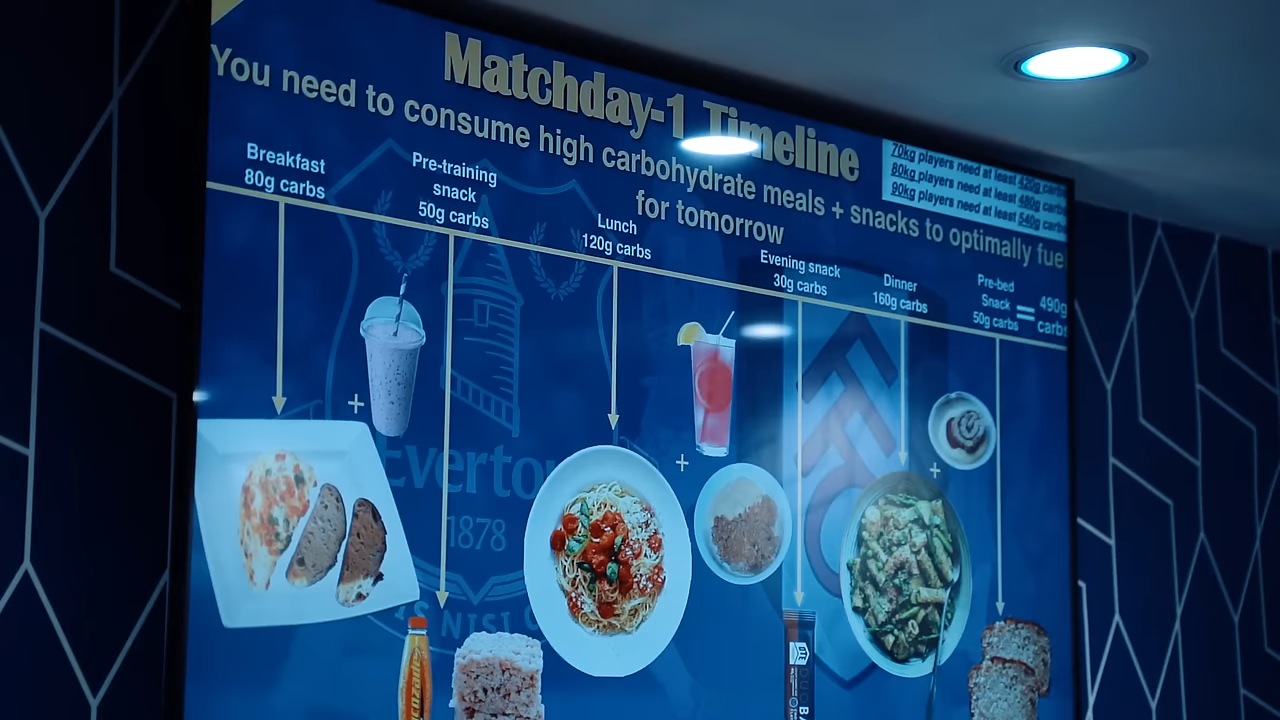 Matchday-1 Timeline
You need to consume high carbohydrate meals + snacks to optimally fuel
for tomorrow
70kg players need at least 420g carbs
80kg players need at least 480g carbs
90kg players need at least 540g carbs
Breakfast
80g carbs
Pre-training
snack
50g carbs
Lunch
120g carbs
Evening snack
30g carbs
Dinner
160g carbs
Pre-bed
Snack
50g carbs
=
490g
carbs
+
+
+
Everton
1878
NISI